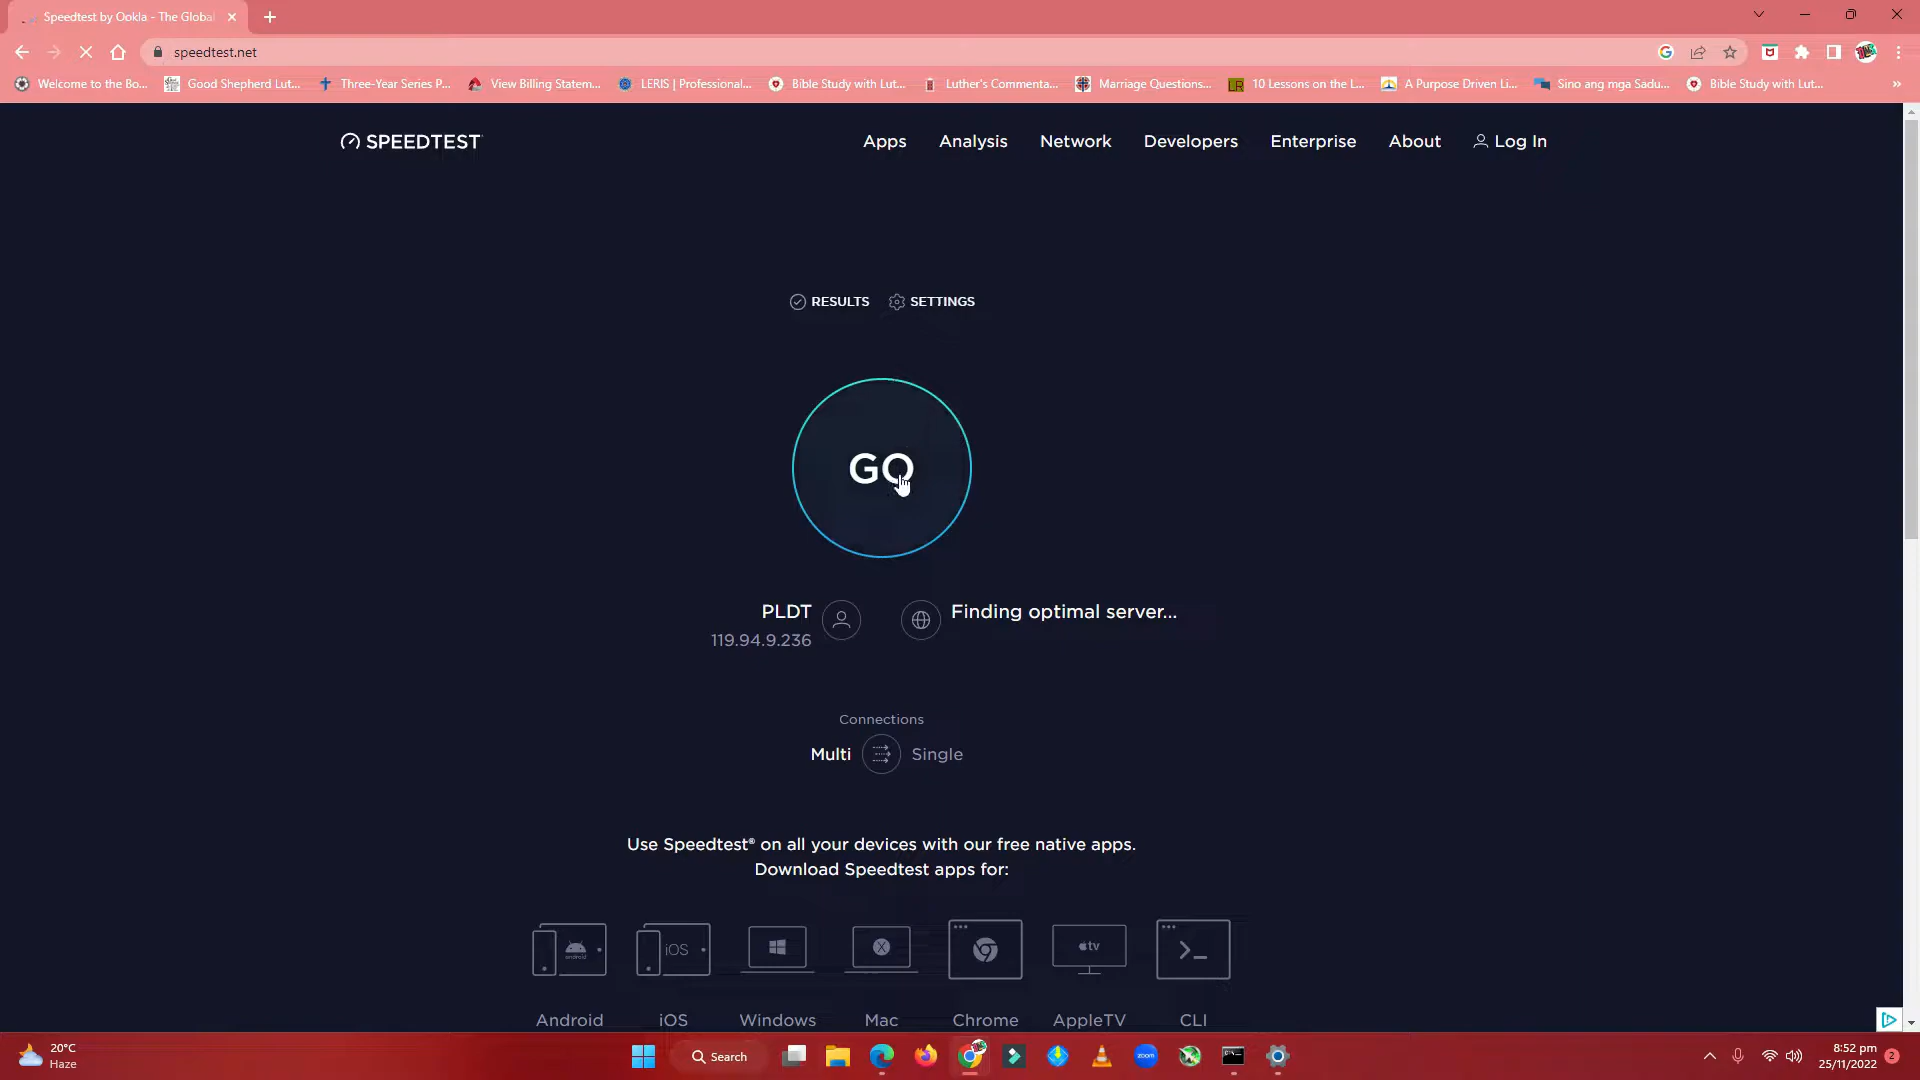 Speedtest by Ookla - The Global
speedtest.net
Welcome to the Bo...
Good Shepherd Lut...
Three-Year Series P...
View Billing Statem...
LERIS | Professional...
Bible Study with Lut...
Luther's Commenta...
Marriage Questions...
10 Lessons on the L...
A Purpose Driven Li...
Sino ang mga Sadu...
Bible Study with Lut...
SPEEDTEST
Apps
Analysis
Network
Developers
Enterprise
About
Log In
RESULTS
SETTINGS
GO
PLDT
119.94.9.236
Finding optimal server...
Connections
Multi
Single
Use Speedtest® on all your devices with our free native apps.
Download Speedtest apps for:
android
iOS
tv
Android
iOS
Windows
Mac
Chrome
AppleTV
CLI
20°C
Haze
Search
zoom
8:52 pm
25/11/2022
2